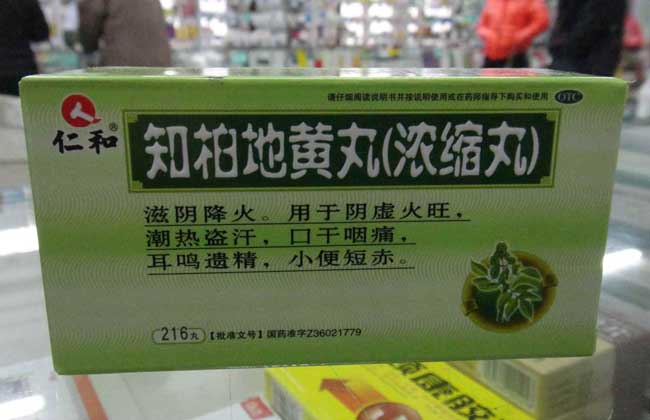 请仔细阅读说明书并按说明使用或在药师指导下购买和使用
OTC
仁和®
知柏地黄丸(浓缩丸)
滋阴降火。用于阴虚火旺，
潮热盗汗，口干咽痛，
耳鸣遗精，小便短赤。
216丸 【批准文号】国药准字Z36021779
康胶